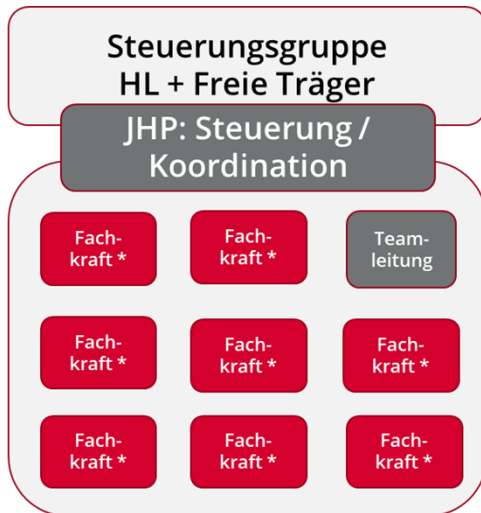 Steuerungsgruppe
HL + Freie Träger
JHP: Steuerung /
Koordination
Fach-
kraft *
Fach-
kraft *
Team-
leitung
Fach-
kraft *
Fach-
kraft *
Fach-
kraft *
Fach-
kraft *
Fach-
kraft *
Fach-
kraft *